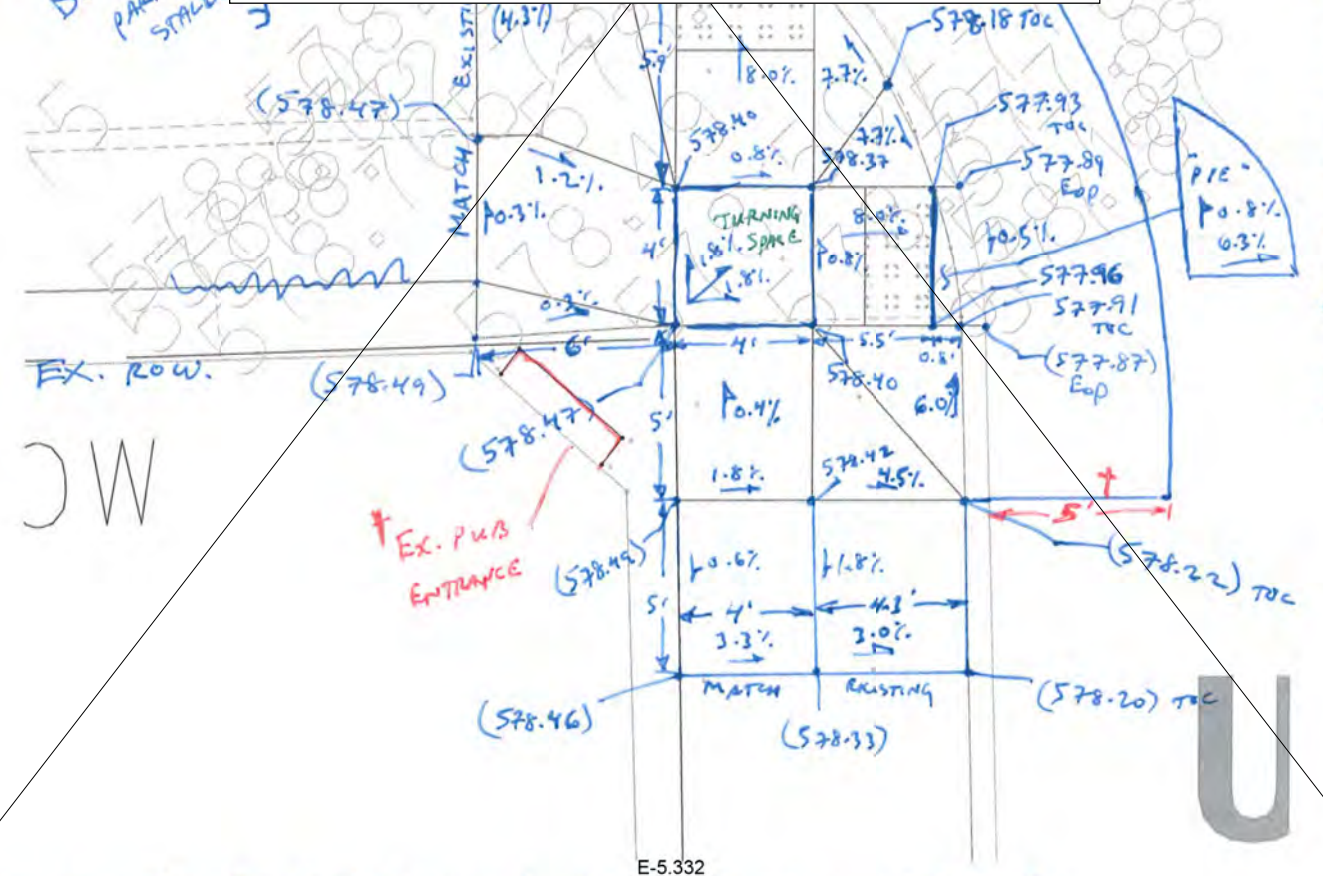 STALL
MATCH EXISTI
(4.3%)
5.9'
8.0%
7.7%
578.18 TOC
(578.47)
578.40
0.8%
578.37
7.7%
577.93
TOC
577.89
EOP
1.2%
0.3%
4'
TURNING
SPACE
1.8%
1.8%
8.0%
0.8%
0.5%
"PIE"
0.8%
6.3%
577.96
577.91
TOC
0.3%
6'
4'
5.5'
0.8'
(577.87)
EOP
EX. ROW.
(578.49)
(578.47)
578.40
5'
0.4%
6.0%
OW
1.8%
578.42
4.5%
†
5'
† EX. PUB
ENTRANCE
(578.49)
0.6%
1.8%
(578.22) TOC
5'
4'
4.3'
3.3%
3.0%
MATCH EXISTING
(578.46)
(578.33)
(578.20) TOC
U
E-5.332